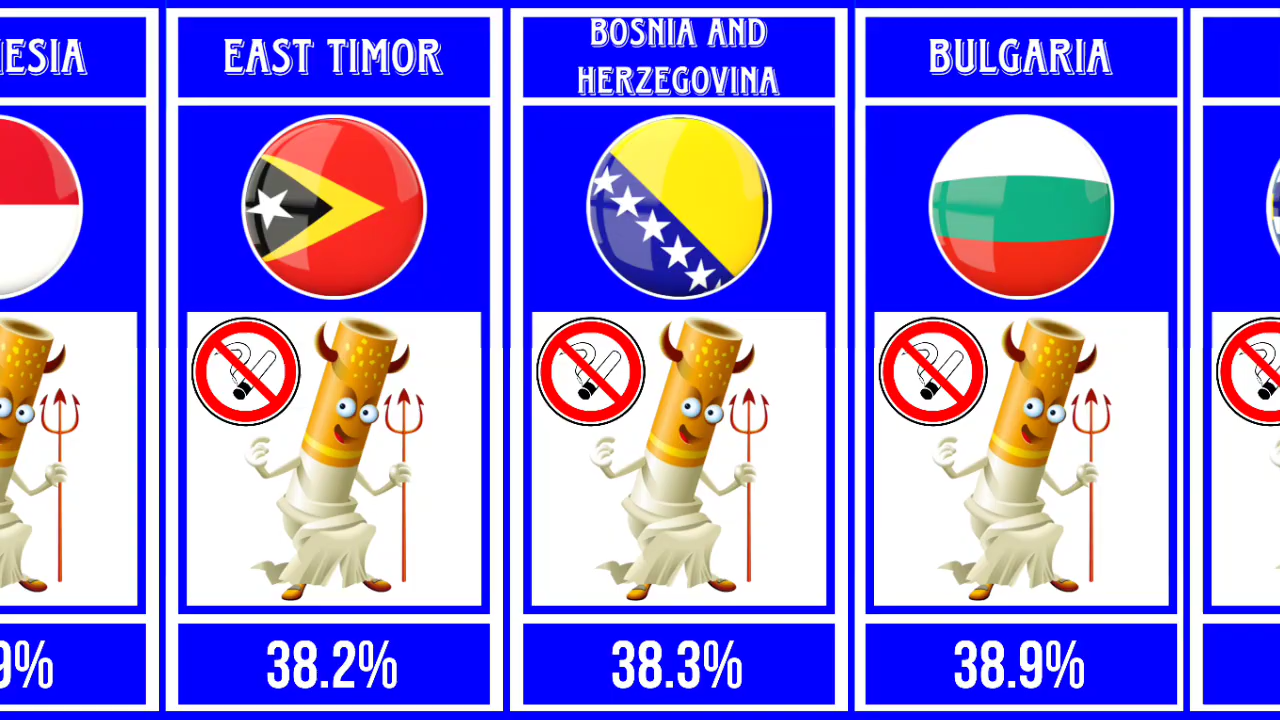 EAST TIMOR
BOSNIA AND
HERZEGOVINA
BULGARIA
38.2%
38.3%
38.9%